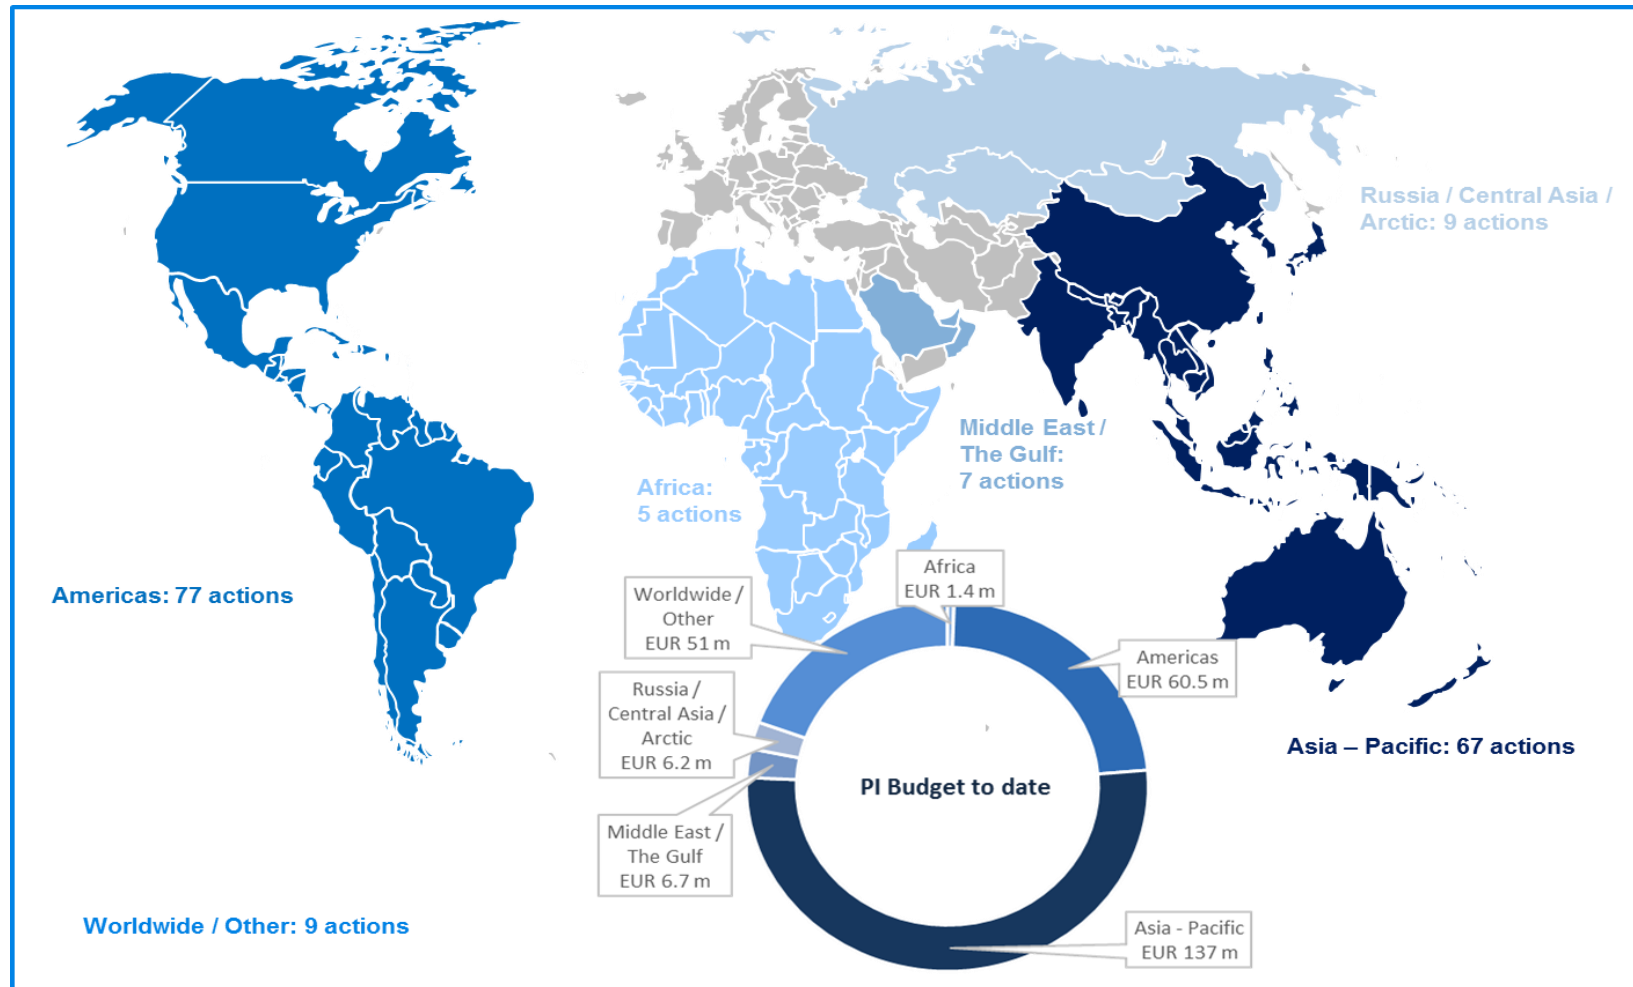 Russia / Central Asia /
Arctic: 9 actions
Middle East /
The Gulf:
7 actions
Africa:
5 actions
Americas: 77 actions
Asia – Pacific: 67 actions
Worldwide / Other: 9 actions
Africa
EUR 1.4 m
Worldwide /
Other
EUR 51 m
Americas
EUR 60.5 m
Russia /
Central Asia /
Arctic
EUR 6.2 m
PI Budget to date
Middle East /
The Gulf
EUR 6.7 m
Asia - Pacific
EUR 137 m